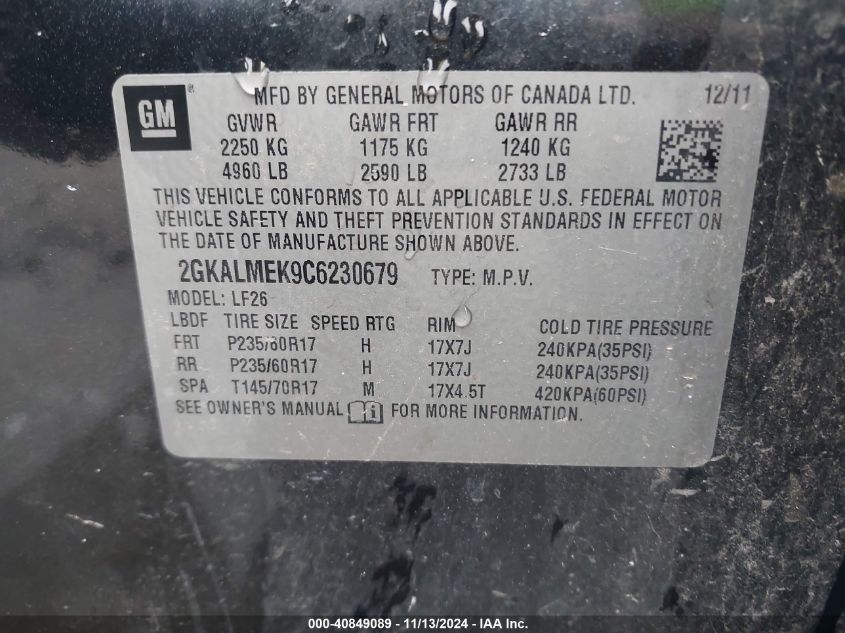 GM ® MFD BY GENERAL MOTORS OF CANADA LTD. 12/11
GVWR GAWR FRT GAWR RR
2250 KG 1175 KG 1240 KG
4960 LB 2590 LB 2733 LB
THIS VEHICLE CONFORMS TO ALL APPLICABLE U.S. FEDERAL MOTOR
VEHICLE SAFETY AND THEFT PREVENTION STANDARDS IN EFFECT ON
THE DATE OF MANUFACTURE SHOWN ABOVE.
2GKALMEK9C6230679 TYPE: M.P.V.
MODEL: LF26
LBDF TIRE SIZE SPEED RTG RIM COLD TIRE PRESSURE
FRT P235/60R17 H 17X7J 240KPA(35PSI)
RR P235/60R17 H 17X7J 240KPA(35PSI)
SPA T145/70R17 M 17X4.5T 420KPA(60PSI)
SEE OWNER'S MANUAL FOR MORE INFORMATION.
000-40849089 - 11/13/2024 - IAA Inc.